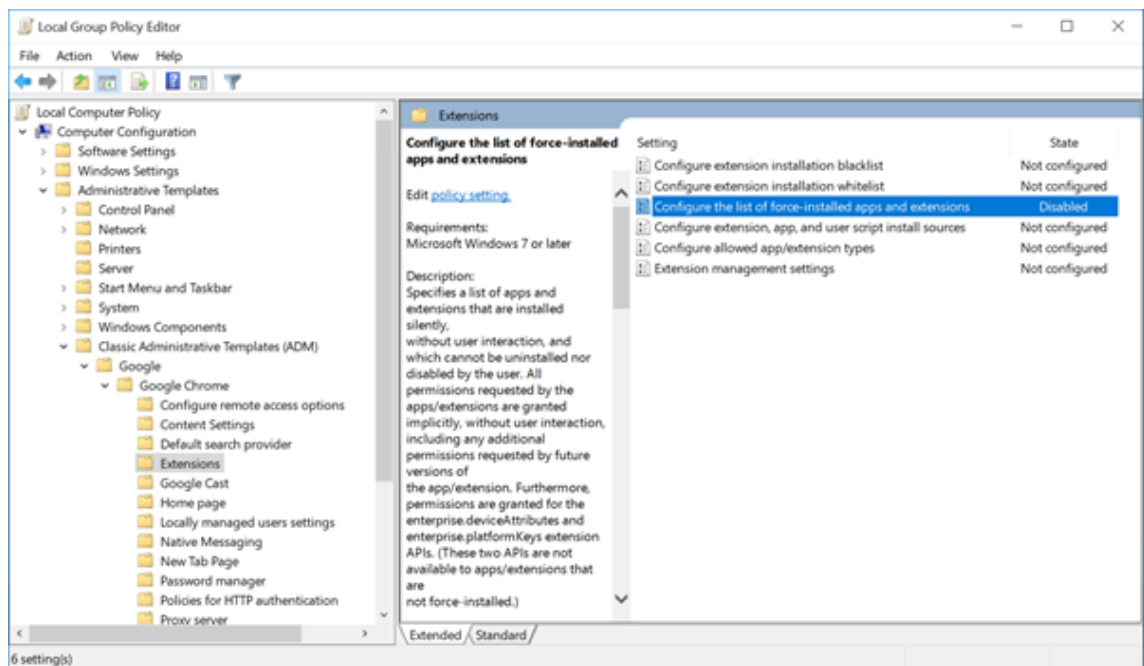 Local Group Policy Editor
File Action View Help
Local Computer Policy
Computer Configuration
Software Settings
Windows Settings
Administrative Templates
Control Panel
Network
Printers
Server
Start Menu and Taskbar
System
Windows Components
Classic Administrative Templates (ADM)
Google
Google Chrome
Configure remote access options
Content Settings
Default search provider
Extensions
Google Cast
Home page
Locally managed users settings
Native Messaging
New Tab Page
Password manager
Policies for HTTP authentication
Proxy server
Extensions
Configure the list of force-installed
apps and extensions
Edit policy setting.
Requirements:
Microsoft Windows 7 or later
Description:
Specifies a list of apps and
extensions that are installed
silently,
without user interaction, and
which cannot be uninstalled nor
disabled by the user. All
permissions requested by the
apps/extensions are granted
implicitly, without user interaction,
including any additional
permissions requested by future
versions of
the app/extension. Furthermore,
permissions are granted for the
enterprise.deviceAttributes and
enterprise.platformKeys extension
APIs. (These two APIs are not
available to apps/extensions that
are
not force-installed.)
Setting State
Configure extension installation blacklist Not configured
Configure extension installation whitelist Not configured
Configure the list of force-installed apps and extensions Disabled
Configure extension, app, and user script install sources Not configured
Configure allowed app/extension types Not configured
Extension management settings Not configured
Extended Standard
6 setting(s)